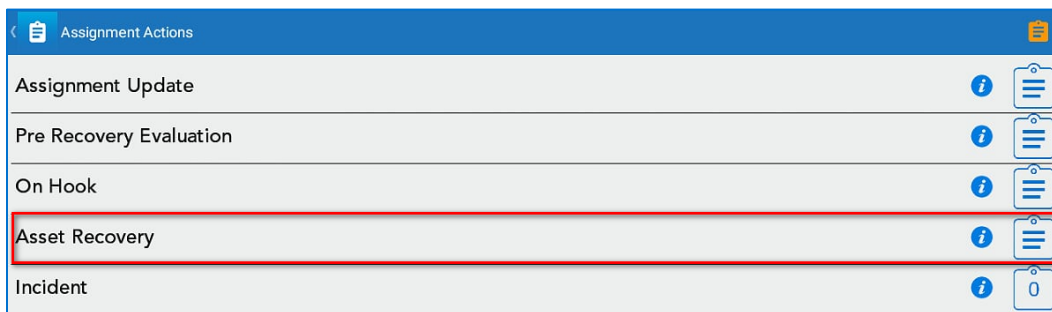 Assignment Actions
Assignment Update
Pre Recovery Evaluation
On Hook
Asset Recovery
Incident
0